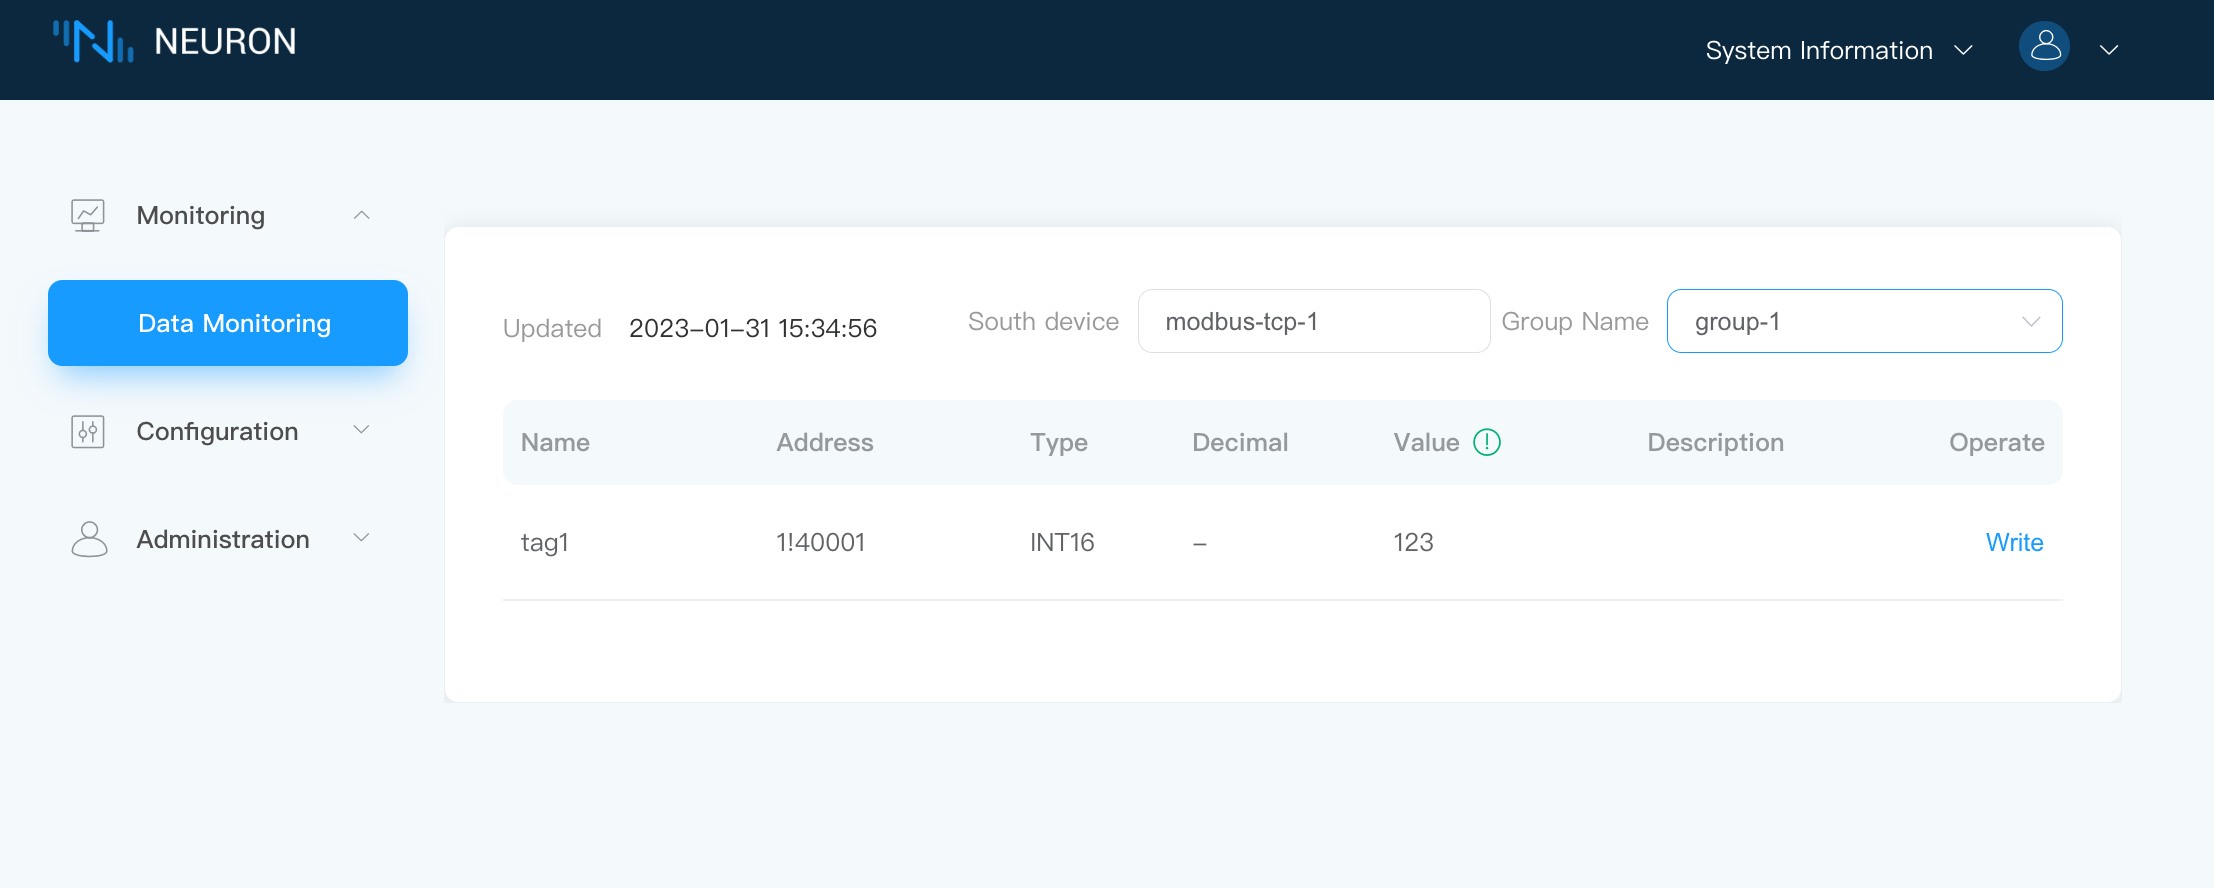 NEURON
System Information
Monitoring
Data Monitoring
Configuration
Administration
Updated 2023-01-31 15:34:56 South device modbus-tcp-1 Group Name group-1
Name Address Type Decimal Value Description Operate
tag1 1!40001 INT16 – 123 Write